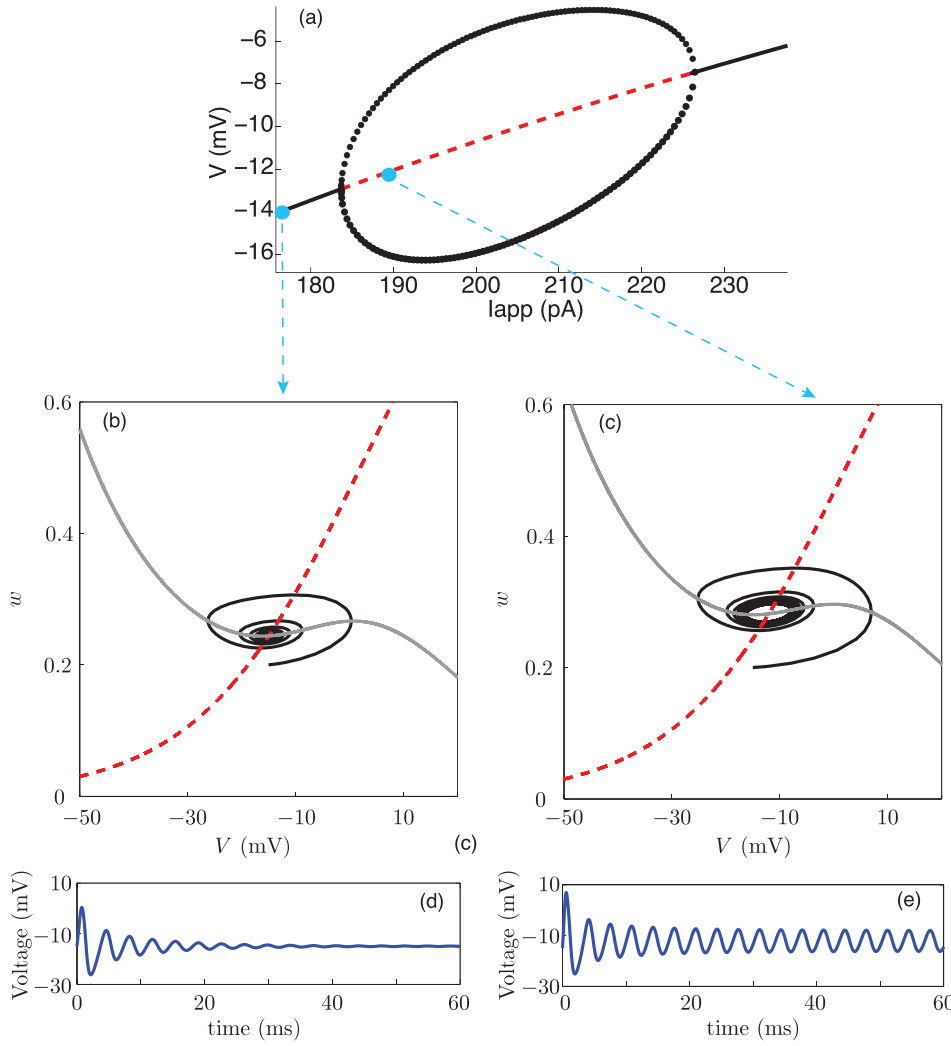 (a)
−6
−8
−10
−12
−14
−16
V (mV)
180 190 200 210 220 230
Iapp (pA)
(b)
0.6
0.4
0.2
0
w
−50 −30 −10 10
V (mV)
(c)
0.6
0.4
0.2
0
w
−50 −30 −10 10
V (mV)
(c)
(d)
10
−10
−30
Voltage (mV)
0 20 40 60
time (ms)
(e)
10
−10
−30
Voltage (mV)
0 20 40 60
time (ms)